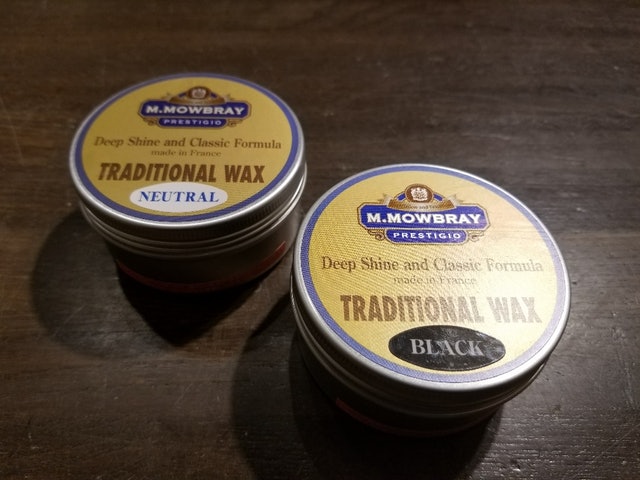 M.MOWBRAY
PRESTIGIO
Deep Shine and Classic Formula
made in France
TRADITIONAL WAX
NEUTRAL
M.MOWBRAY
PRESTIGIO
Deep Shine and Classic Formula
made in France
TRADITIONAL WAX
BLACK